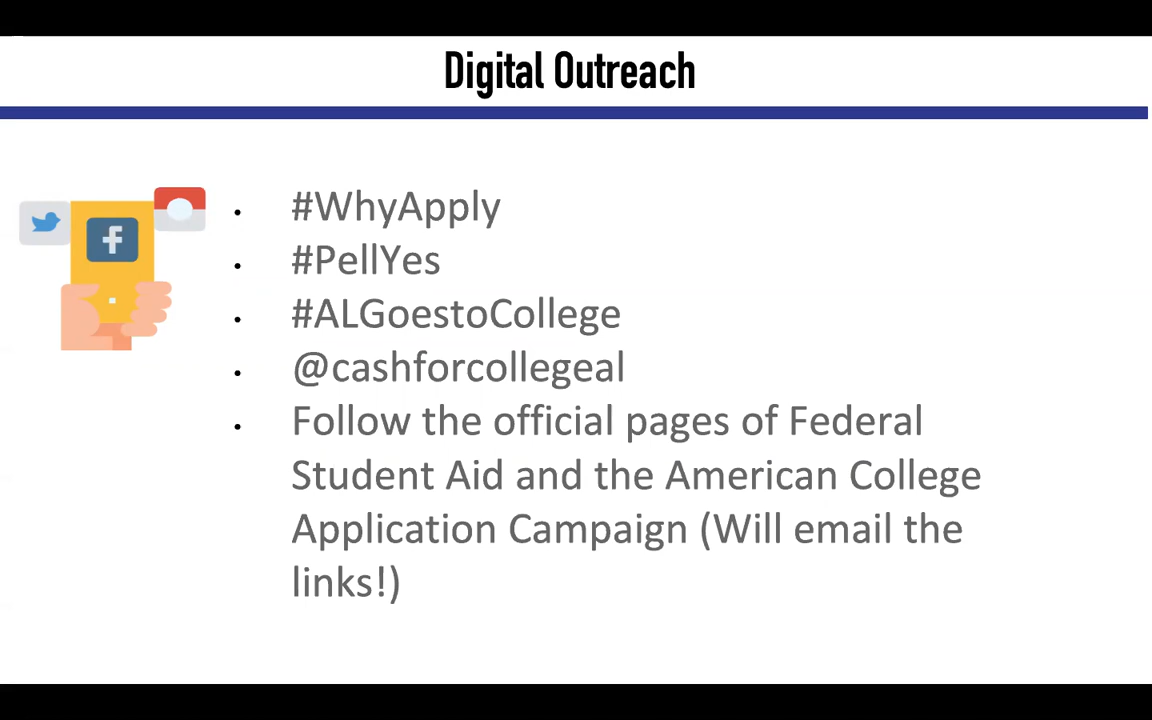 Digital Outreach
• #WhyApply
• #PellYes
• #ALGoestoCollege
• @cashforcollegeal
• Follow the official pages of Federal
Student Aid and the American College
Application Campaign (Will email the
links!)